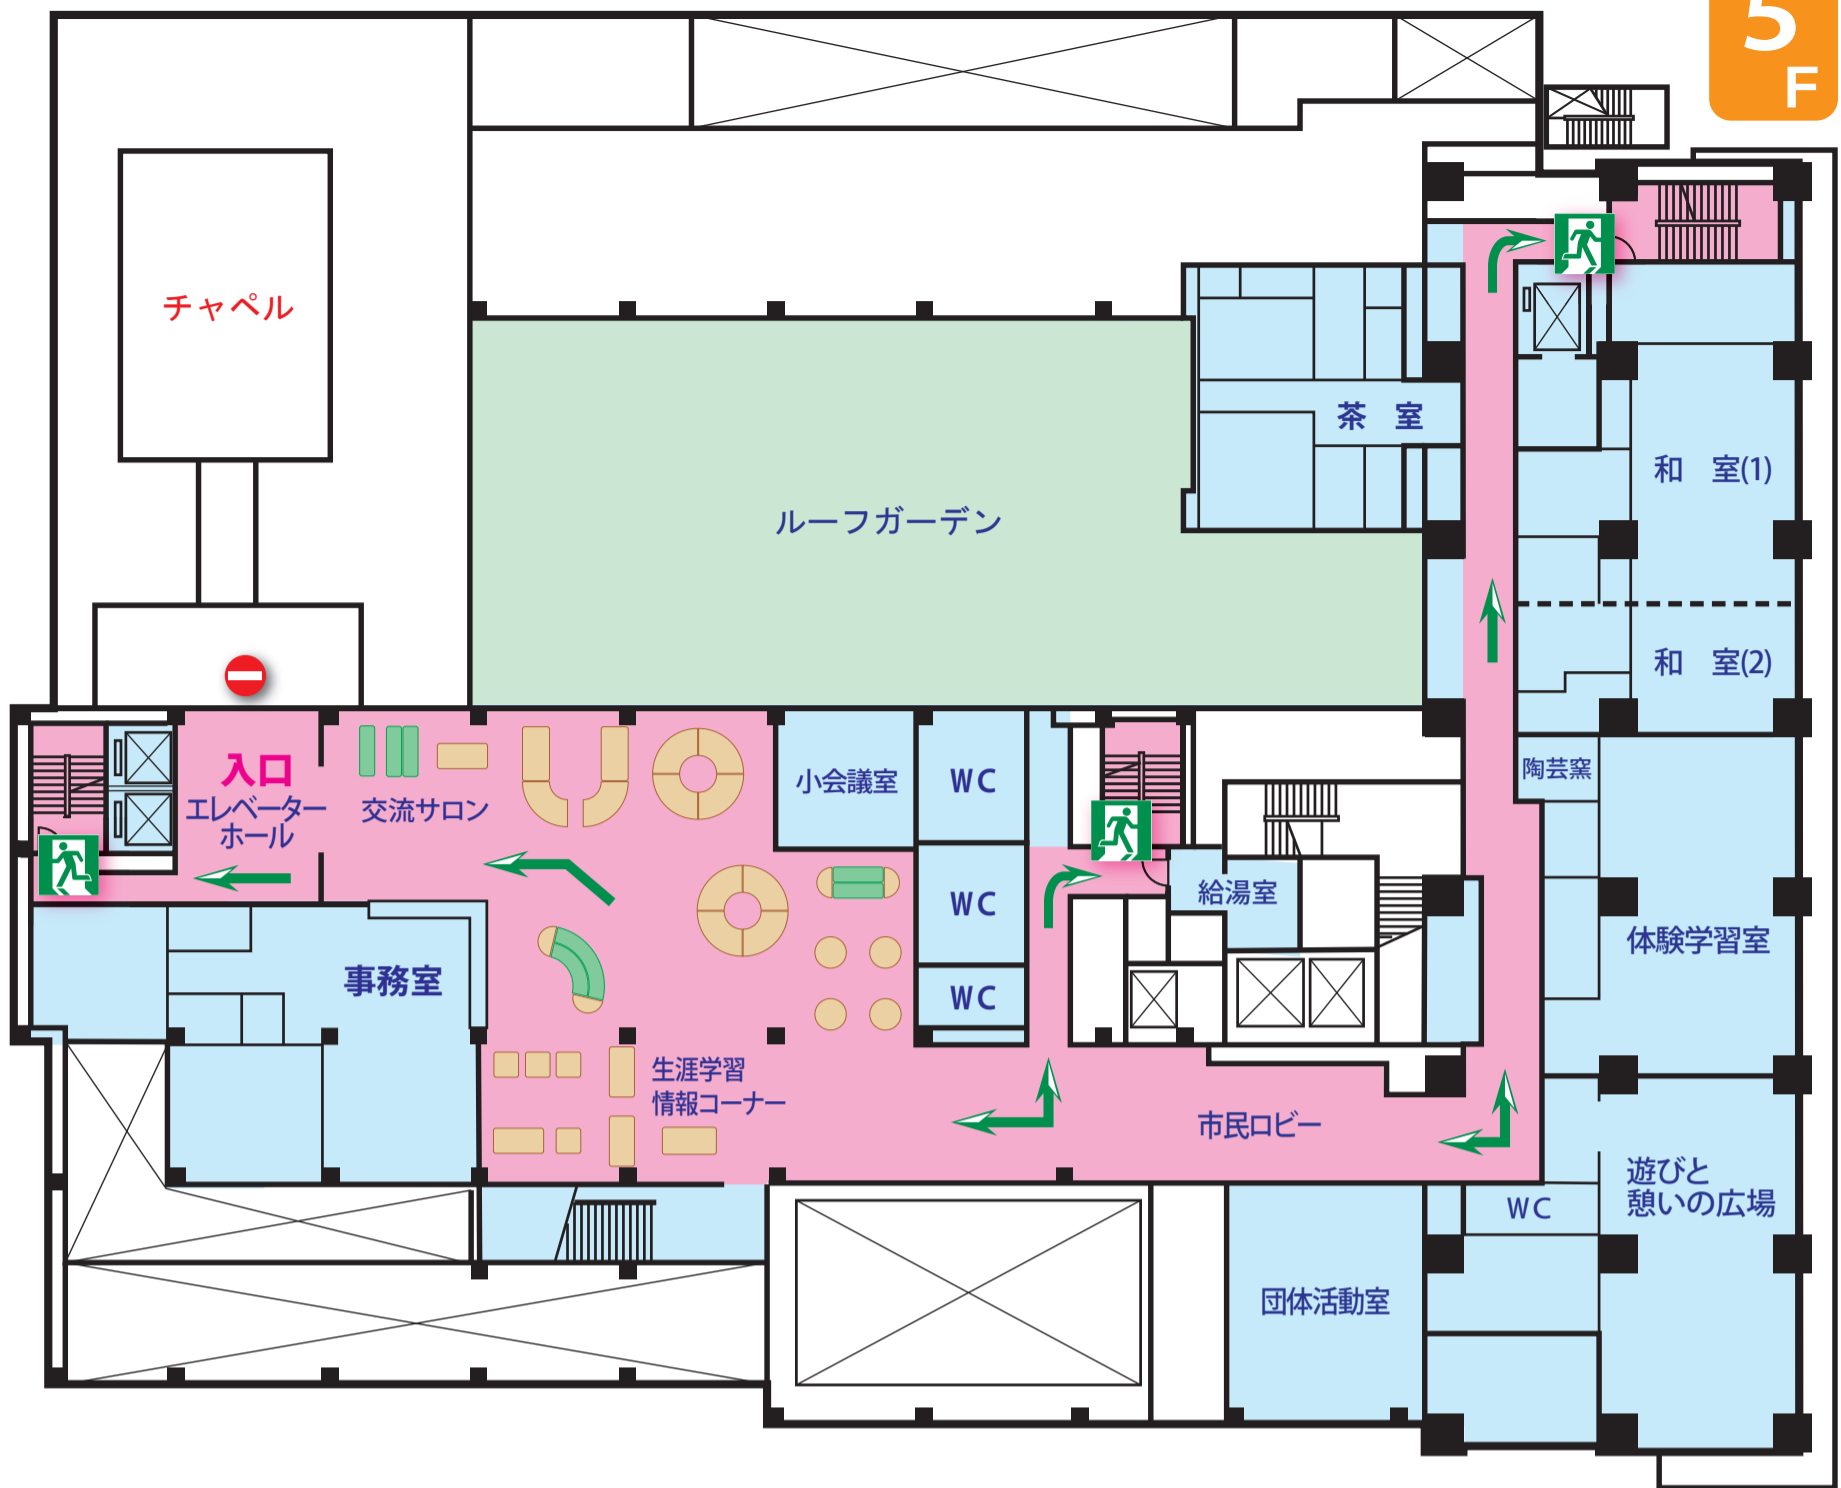 5
F
チャペル
茶　室
和　室(1)
ルーフガーデン
和　室(2)
入口
エレベーター
ホール
交流サロン
小会議室
WC
陶芸窯
給湯室
WC
体験学習室
事務室
WC
生涯学習
情報コーナー
市民ロビー
遊びと
憩いの広場
WC
団体活動室